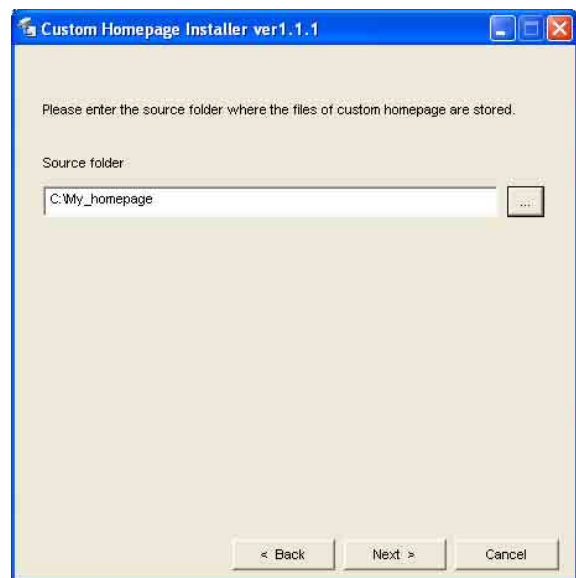 Custom Homepage Installer ver1.1.1
Please enter the source folder where the files of custom homepage are stored.
Source folder
C:\My_homepage
...
< Back
Next >
Cancel